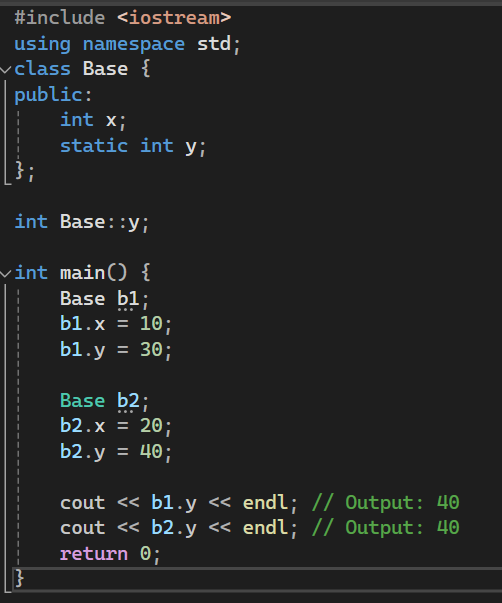 #include <iostream>
using namespace std;
class Base {
public:
    int x;
    static int y;
};

int Base::y;

int main() {
    Base b1;
    b1.x = 10;
    b1.y = 30;

    Base b2;
    b2.x = 20;
    b2.y = 40;

    cout << b1.y << endl; // Output: 40
    cout << b2.y << endl; // Output: 40
    return 0;
}